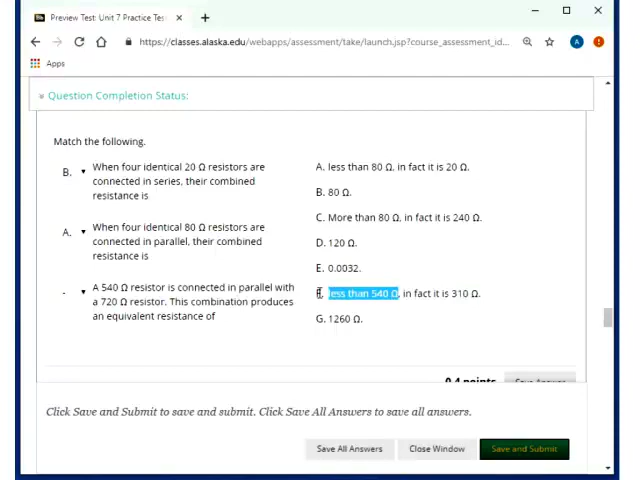 Preview Test: Unit 7 Practice Tes
https://classes.alaska.edu/webapps/assessment/take/launch.jsp?course_assessment_id...
A
Apps
Question Completion Status:
Match the following.
B. When four identical 20 Ω resistors are
connected in series, their combined
resistance is
A. When four identical 80 Ω resistors are
connected in parallel, their combined
resistance is
- A 540 Ω resistor is connected in parallel with
a 720 Ω resistor. This combination produces
an equivalent resistance of
A. less than 80 Ω, in fact it is 20 Ω.
B. 80 Ω.
C. More than 80 Ω, in fact it is 240 Ω.
D. 120 Ω.
E. 0.0032.
F. less than 540 Ω, in fact it is 310 Ω.
G. 1260 Ω.
0.4 points
Save Answer
Click Save and Submit to save and submit. Click Save All Answers to save all answers.
Save All Answers
Close Window
Save and Submit